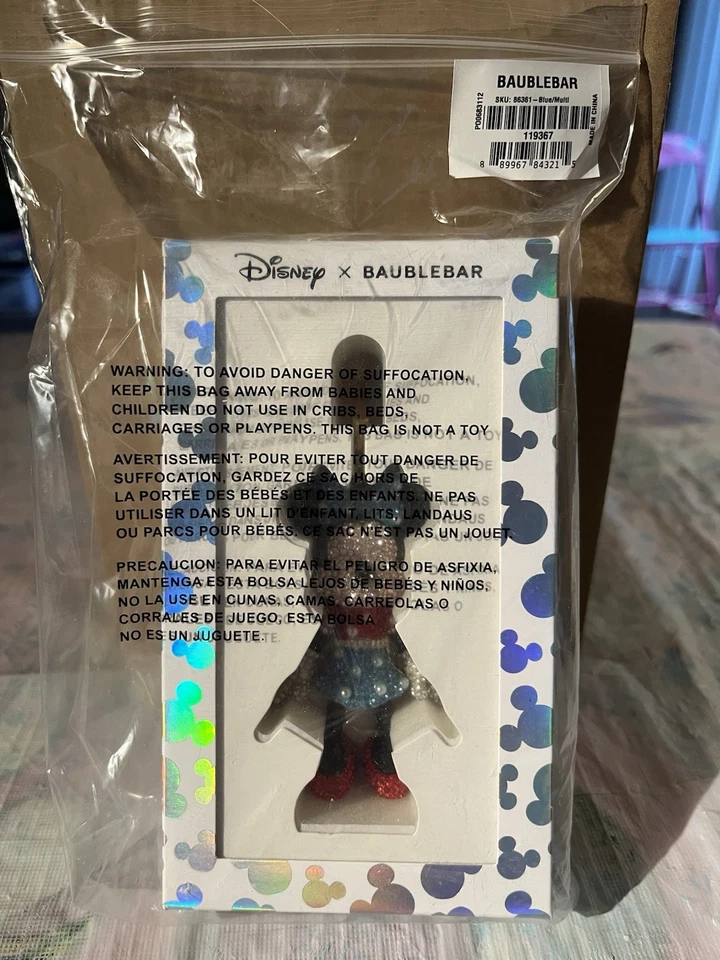 BAUBLEBAR
SKU: 86361 - Blue/Multi
PO0683112
MADE IN CHINA
119367
8 89967 84321 5
Disney × BAUBLEBAR
WARNING: TO AVOID DANGER OF SUFFOCATION,
KEEP THIS BAG AWAY FROM BABIES AND
CHILDREN DO NOT USE IN CRIBS, BEDS,
CARRIAGES OR PLAYPENS. THIS BAG IS NOT A TOY
AVERTISSEMENT: POUR EVITER TOUT DANGER DE
SUFFOCATION, GARDEZ CE SAC HORS DE
LA PORTÉE DES BÉBÉS ET DES ENFANTS. NE PAS
UTILISER DANS UN LIT D'ENFANT, LITS, LANDAUS
OU PARCS POUR BÉBÉS. CE SAC N'EST PAS UN JOUET.
PRECAUCION: PARA EVITAR EL PELIGRO DE ASFIXIA,
MANTENGA ESTA BOLSA LEJOS DE BEBÉS Y NIÑOS,
NO LA USE EN CUNAS, CAMAS, CARREOLAS O
CORRALES DE JUEGO, ESTA BOLSA
NO ES UN JUGUETE.